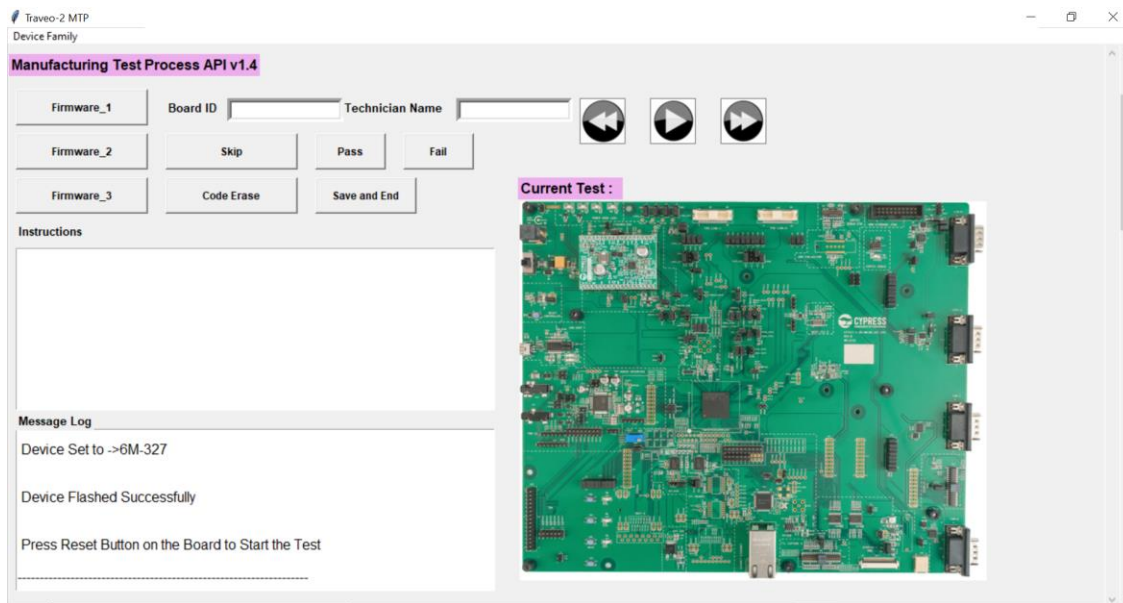 Traveo-2 MTP
Device Family
Manufacturing Test Process API v1.4
Firmware_1
Board ID
Technician Name
Firmware_2
Skip
Pass
Fail
Firmware_3
Code Erase
Save and End
Current Test :
Instructions
CYPRESS
Message Log
Device Set to ->6M-327
Device Flashed Successfully
Press Reset Button on the Board to Start the Test
--------------------------------------------------------------------